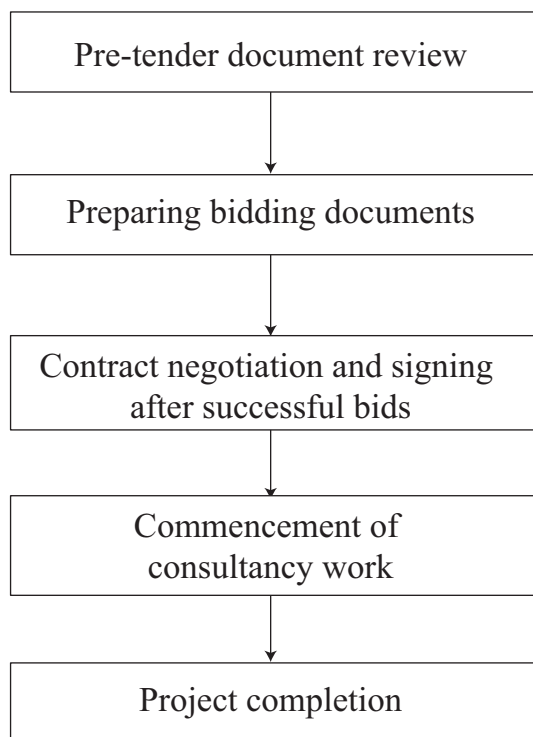 Pre-tender document review
Preparing bidding documents
Contract negotiation and signing
after successful bids
Commencement of
consultancy work
Project completion